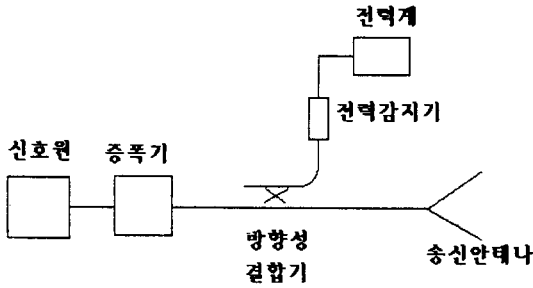 전력계
전력감지기
신호원
증폭기
방향성
결합기
송신안테나